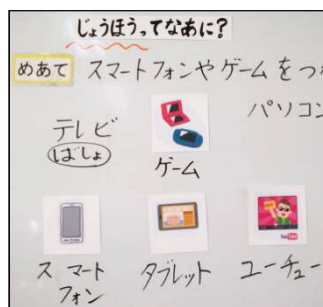 じょうほうってなあに?
めあて スマートフォンやゲームをつ
パソコン
テレビ
ばしょ
ゲーム
スマートフォン
タブレット
ユーチュー
YouTube